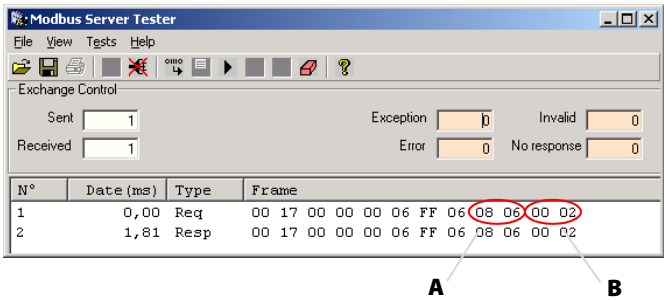 Modbus Server Tester
File View Tests Help
Exchange Control
Sent 1 Exception 0 Invalid 0
Received 1 Error 0 No response 0
N° Date (ms) Type Frame
1 0,00 Req 00 17 00 00 00 06 FF 06 08 06 00 02
2 1,81 Resp 00 17 00 00 00 06 FF 06 08 06 00 02
A B